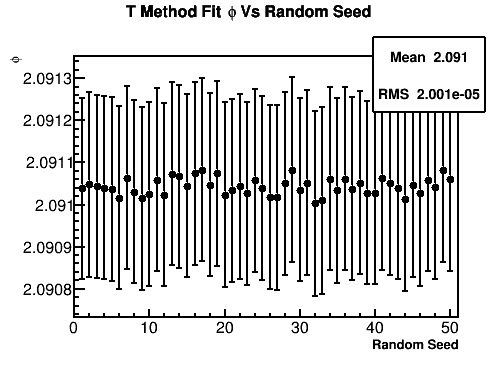 T Method Fit ϕ Vs Random Seed
Mean 2.091
RMS 2.001e-05
ϕ
2.0913
2.0912
2.0911
2.091
2.0909
2.0908
0 10 20 30 40 50
Random Seed